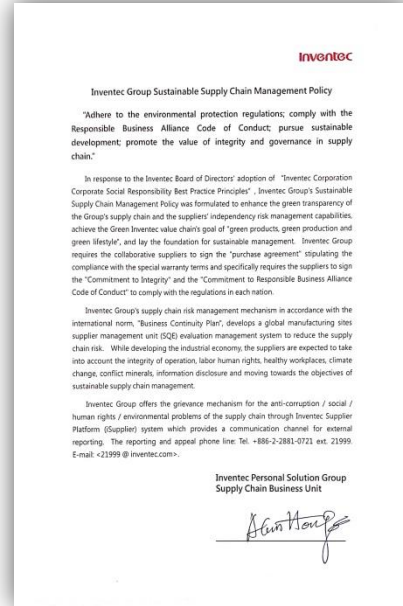 Inventec
Inventec Group Sustainable Supply Chain Management Policy
"Adhere to the environmental protection regulations; comply with the
Responsible Business Alliance Code of Conduct; pursue sustainable
development; promote the value of integrity and governance in supply
chain."
In response to the Inventec Board of Directors' adoption of "Inventec Corporation
Corporate Social Responsibility Best Practice Principles" , Inventec Group's Sustainable
Supply Chain Management Policy was formulated to enhance the green transparency of
the Group's supply chain and the suppliers' independency risk management capabilities,
achieve the Green Inventec value chain's goal of "green products, green production and
green lifestyle", and lay the foundation for sustainable management. Inventec Group
requires the collaborative suppliers to sign the "purchase agreement" stipulating the
compliance with the special warranty terms and specifically requires the suppliers to sign
the "Commitment to Integrity" and the "Commitment to Responsible Business Alliance
Code of Conduct" to comply with the regulations in each nation.
Inventec Group's supply chain risk management mechanism in accordance with the
international norm, "Business Continuity Plan", develops a global manufacturing sites
supplier management unit (SQE) evaluation management system to reduce the supply
chain risk. While developing the industrial economy, the suppliers are expected to take
into account the integrity of operation, labor human rights, healthy workplaces, climate
change, conflict minerals, information disclosure and moving towards the objectives of
sustainable supply chain management.
Inventec Group offers the grievance mechanism for the anti-corruption / social /
human rights / environmental problems of the supply chain through Inventec Supplier
Platform (iSupplier) system which provides a communication channel for external
reporting. The reporting and appeal phone line: Tel. +886-2-2881-0721 ext. 21999.
E-mail: <21999 @ inventec.com>.
Inventec Personal Solution Group
Supply Chain Business Unit